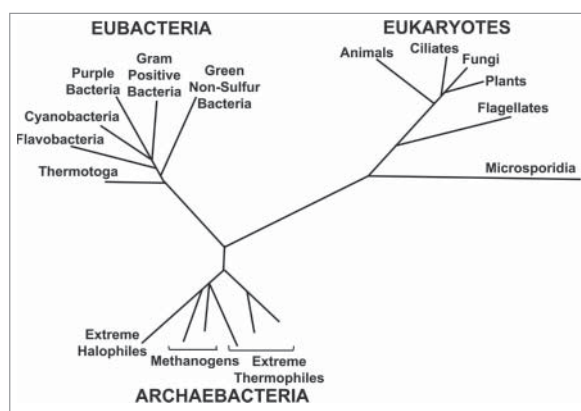 EUBACTERIA
EUKARYOTES
Purple
Bacteria
Gram
Positive
Bacteria
Green
Non-Sulfur
Bacteria
Cyanobacteria
Flavobacteria
Thermotoga
Animals
Ciliates
Fungi
Plants
Flagellates
Microsporidia
Extreme
Halophiles
Methanogens
Extreme
Thermophiles
ARCHAEBACTERIA